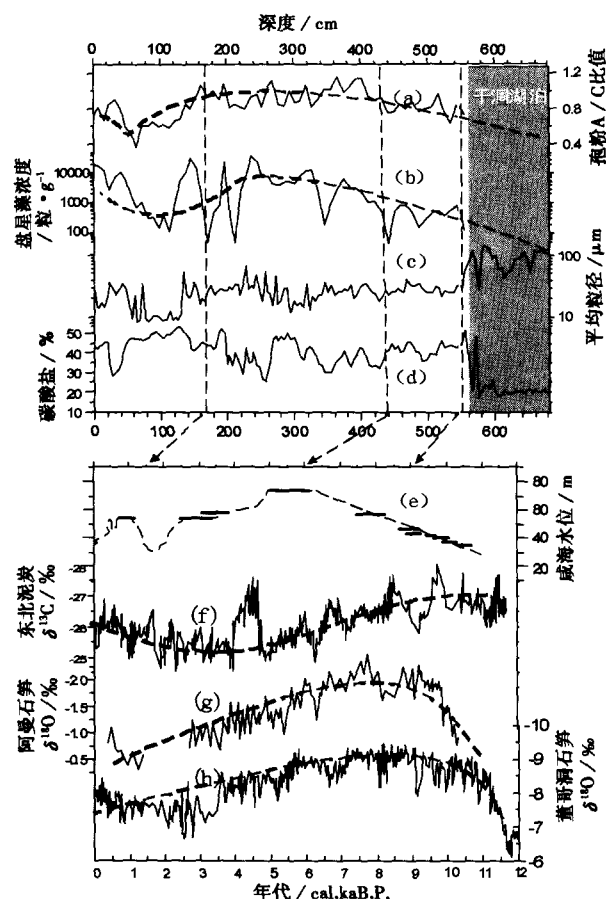 深度 / cm
0 100 200 300 400 500 600
干涸湖泊
(a)
1.2
1.0
0.8
0.6
0.4
孢粉A / C比值
盘星藻浓度
/ 粒·g⁻¹
10000
1000
100
(b)
(c)
100
10
平均粒径 / μm
碳酸盐 / %
50
40
30
20
10
(d)
0 100 200 300 400 500 600
(e)
80
60
40
20
咸海水位 / m
东北泥炭
δ¹³C / ‰
-28
-27
-26
-25
(f)
阿曼石笋
δ¹⁸O / ‰
-2.0
-1.5
-1.0
-0.5
(g)
(h)
-10
-9
-8
-7
-6
董哥洞石笋
δ¹⁸O / ‰
0 1 2 3 4 5 6 7 8 9 10 11 12
年代 / cal.kaB.P.